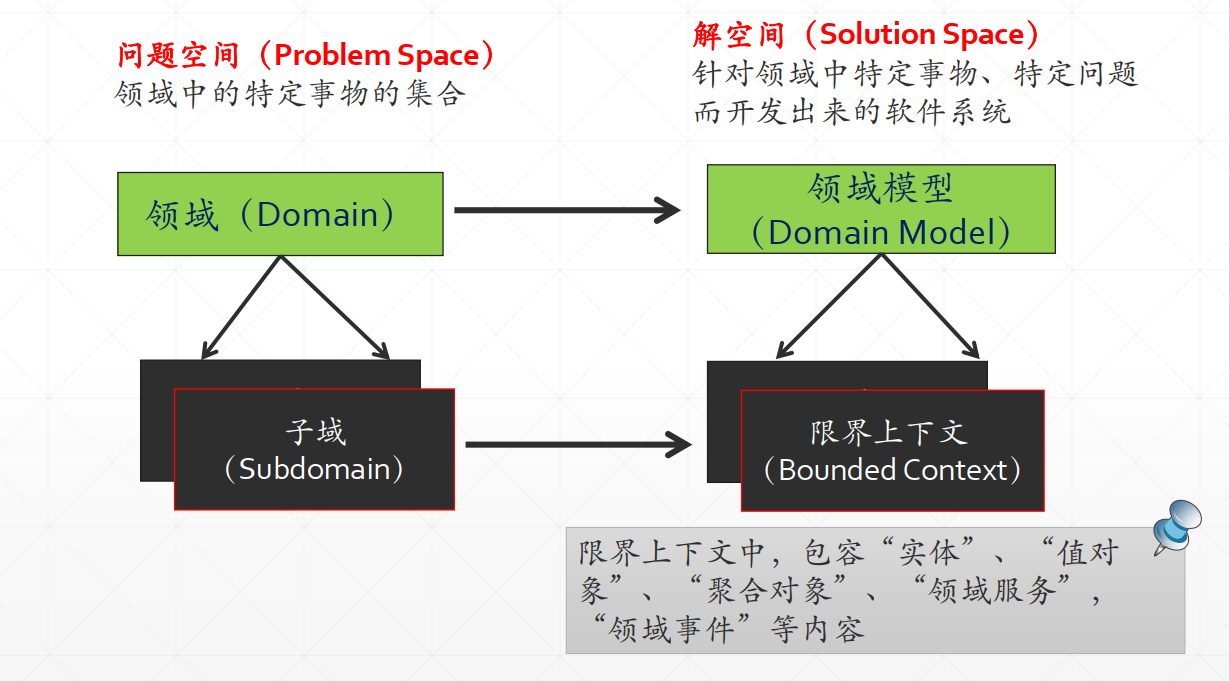 问题空间（Problem Space）
领域中的特定事物的集合
解空间（Solution Space）
针对领域中特定事物、特定问题
而开发出来的软件系统
领域（Domain）
领域模型
（Domain Model）
子域
（Subdomain）
限界上下文
（Bounded Context）
限界上下文中，包容“实体”、“值对
象”、“聚合对象”、“领域服务”，
“领域事件”等内容